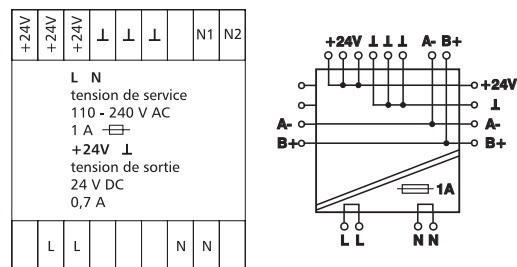 +24V +24V +24V ⊥ ⊥ ⊥ N1 N2
L N
tension de service
110 - 240 V AC
1 A
+24V ⊥
tension de sortie
24 V DC
0,7 A
L L N N
+24V ⊥ ⊥ ⊥ A- B+
+24V
⊥
A- A-
B+ B+
1A
L L N N